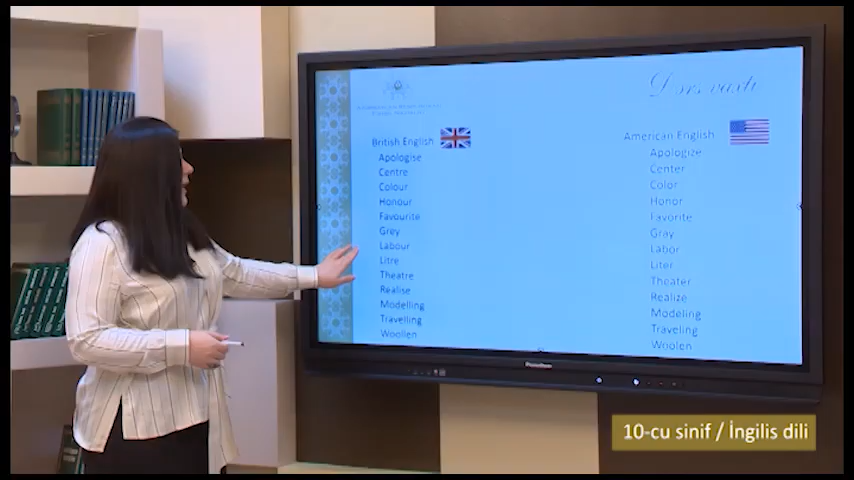 Dərs vaxtı
British English
Apologise
Centre
Colour
Honour
Favourite
Grey
Labour
Litre
Theatre
Realise
Modelling
Travelling
Woollen
American English
Apologize
Center
Color
Honor
Favorite
Gray
Labor
Liter
Theater
Realize
Modeling
Traveling
Woolen
10-cu sinif / İngilis dili